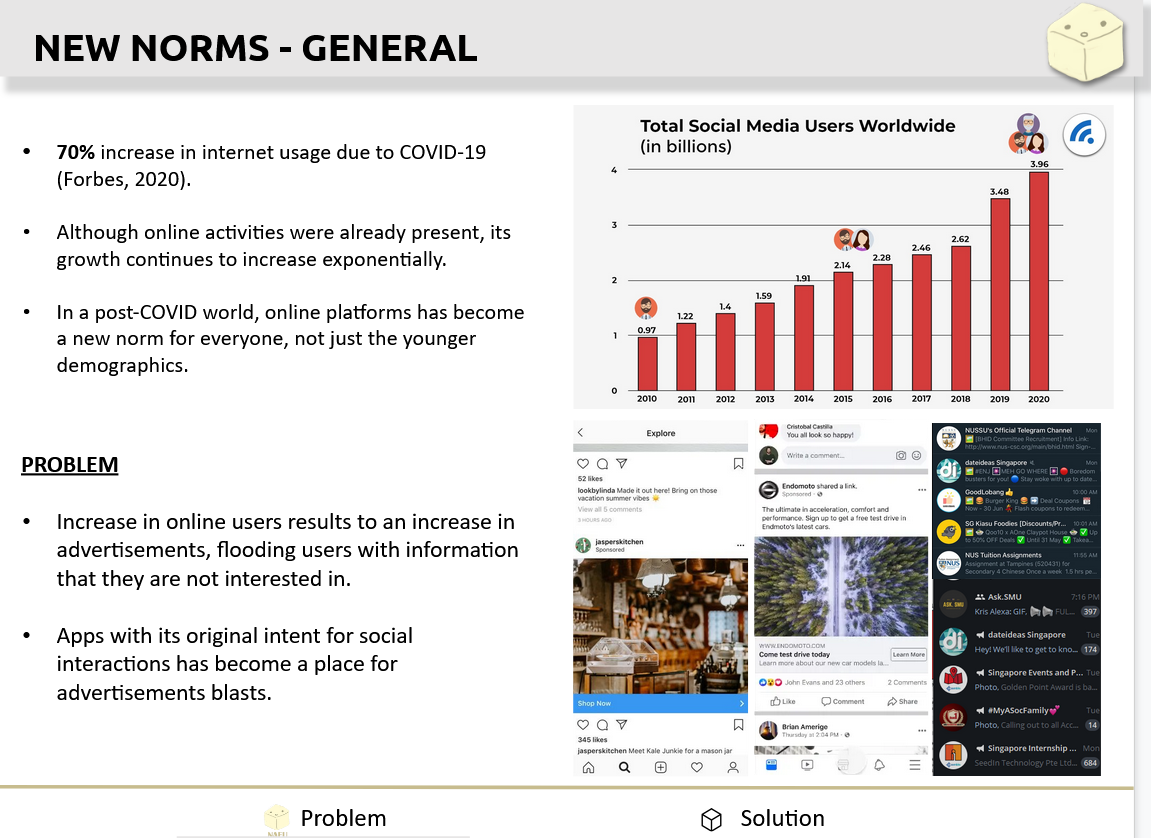 NEW NORMS - GENERAL
• 70% increase in internet usage due to COVID-19
(Forbes, 2020).
• Although online activities were already present, its
growth continues to increase exponentially.
• In a post-COVID world, online platforms has become
a new norm for everyone, not just the younger
demographics.
PROBLEM
• Increase in online users results to an increase in
advertisements, flooding users with information
that they are not interested in.
• Apps with its original intent for social
interactions has become a place for
advertisements blasts.
Total Social Media Users Worldwide
(in billions)
4
3
2
1
0
0.97
1.22
1.4
1.59
1.91
2.14
2.28
2.46
2.62
3.48
3.96
2010 2011 2012 2013 2014 2015 2016 2017 2018 2019 2020
Explore
52 likes
lookbylinda Made it out here! Bring on those
vacation summer vibes
View all 5 comments
3 HOURS AGO
jasperskitchen
Sponsored
Shop Now
345 likes
jasperskitchen Meet Kale Junkie for a mason jar
Cristobal Castilla
You all look so happy!
Write a comment...
Endomoto shared a link.
Sponsored ·
The ultimate in acceleration, comfort and
performance. Sign up to get a free test drive in
Endmoto's latest cars.
WWW.ENDOMOTO.COM
Come test drive today
Learn more about our new car models la...
Learn More
John Evans and 23 others 2 Comments
Like Comment Share
Brian Amerige
Thursday at 2:04 PM ·
NUSSU's Official Telegram Channel Mon
[BHID Committee Recruitment] Info Link:
http://www.nus-csc.org/main/bhid.html Sign-...
dateideas Singapore Mon
#ENJ MEH GO WHERE Boredom
busters for you! Stay woke with up to date...
GoodLobang 10:00 AM
Burger King Deal Coupons
Now - 30 Jun Flash coupons to redeem...
SG Kiasu Foodies [Discounts/Pr... 10:01 AM
Qoo10 x AOne Claypot House Up
to 50% OFF Deals Until 31 May Takea...
NUS Tuition Assignments 11:55 AM
Assignment at Tampines (520431) for
Secondary 4 Chinese Once a week 1.5 hrs pe...
Ask.SMU 7:16 PM
ASK.SMU
Kris Alexa: GIF, FUL... 397
dateideas Singapore Tue
Hey! We'll like to get to kno... 174
Singapore Events and P... Tue
Photo, Golden Point Award is ba...
#MyASocFamily Tue
Photo, Calling out to all Acc... 14
Singapore Internship ... Mon
SeedIn Technology Pte Ltd... 684
Problem
Solution